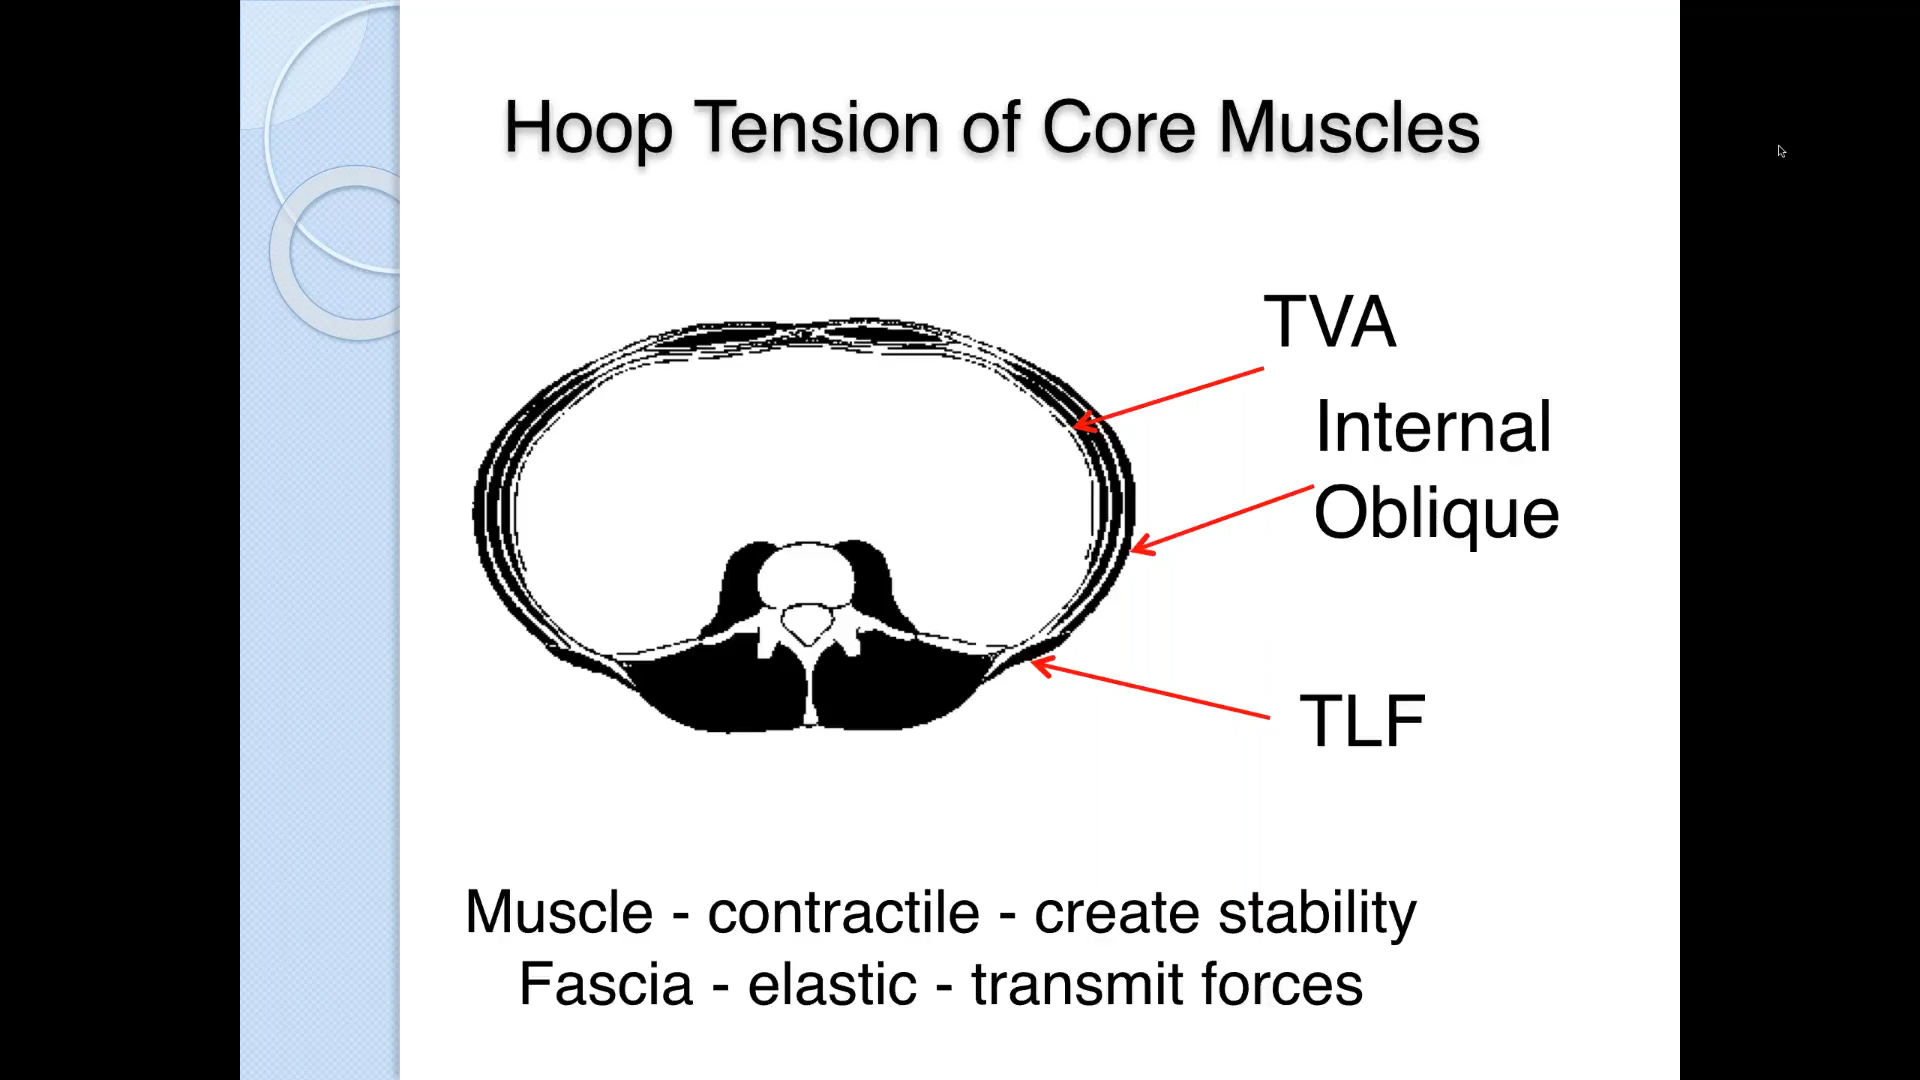 Hoop Tension of Core Muscles
TVA
Internal
Oblique
TLF
Muscle - contractile - create stability
Fascia - elastic - transmit forces